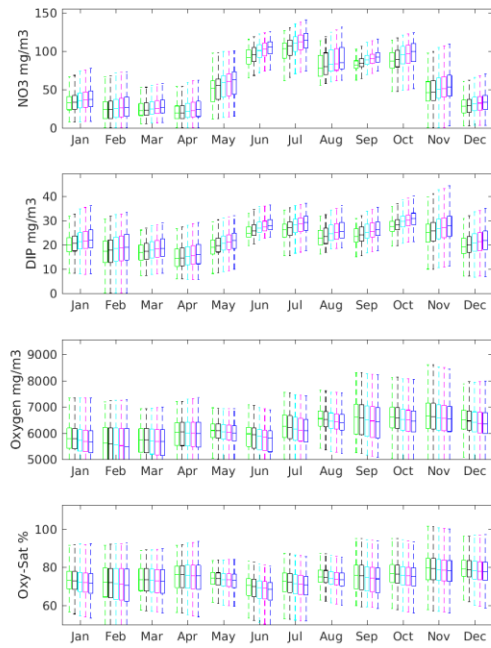 NO3 mg/m3
150
100
50
0
Jan Feb Mar Apr May Jun Jul Aug Sep Oct Nov Dec
DIP mg/m3
40
30
20
10
0
Jan Feb Mar Apr May Jun Jul Aug Sep Oct Nov Dec
Oxygen mg/m3
9000
8000
7000
6000
5000
Jan Feb Mar Apr May Jun Jul Aug Sep Oct Nov Dec
Oxy-Sat %
100
80
60
Jan Feb Mar Apr May Jun Jul Aug Sep Oct Nov Dec